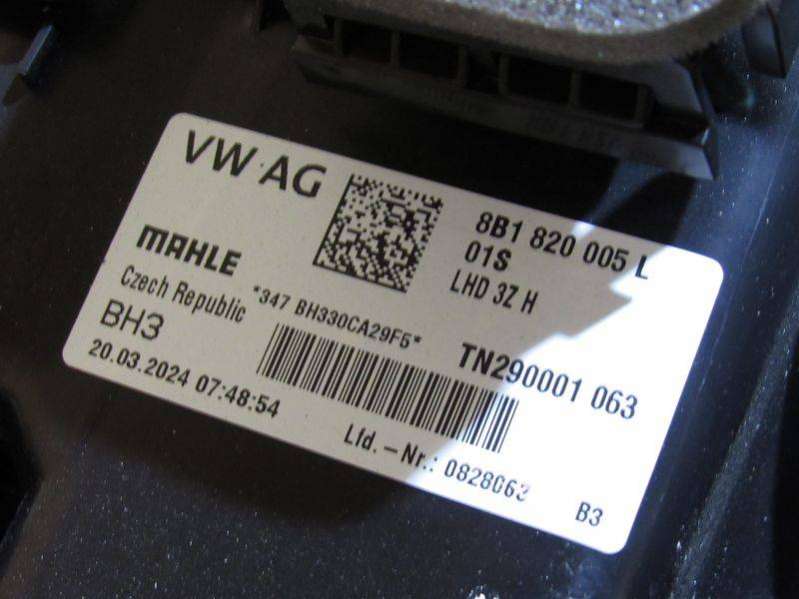 VW AG
8B1 820 005 L
01S
LHD 3Z H
MAHLE
Czech Republic
*347 BH330CA29F5*
BH3
TN290001 063
20.03.2024 07:48:54
Lfd.-Nr.: 0828063
B3